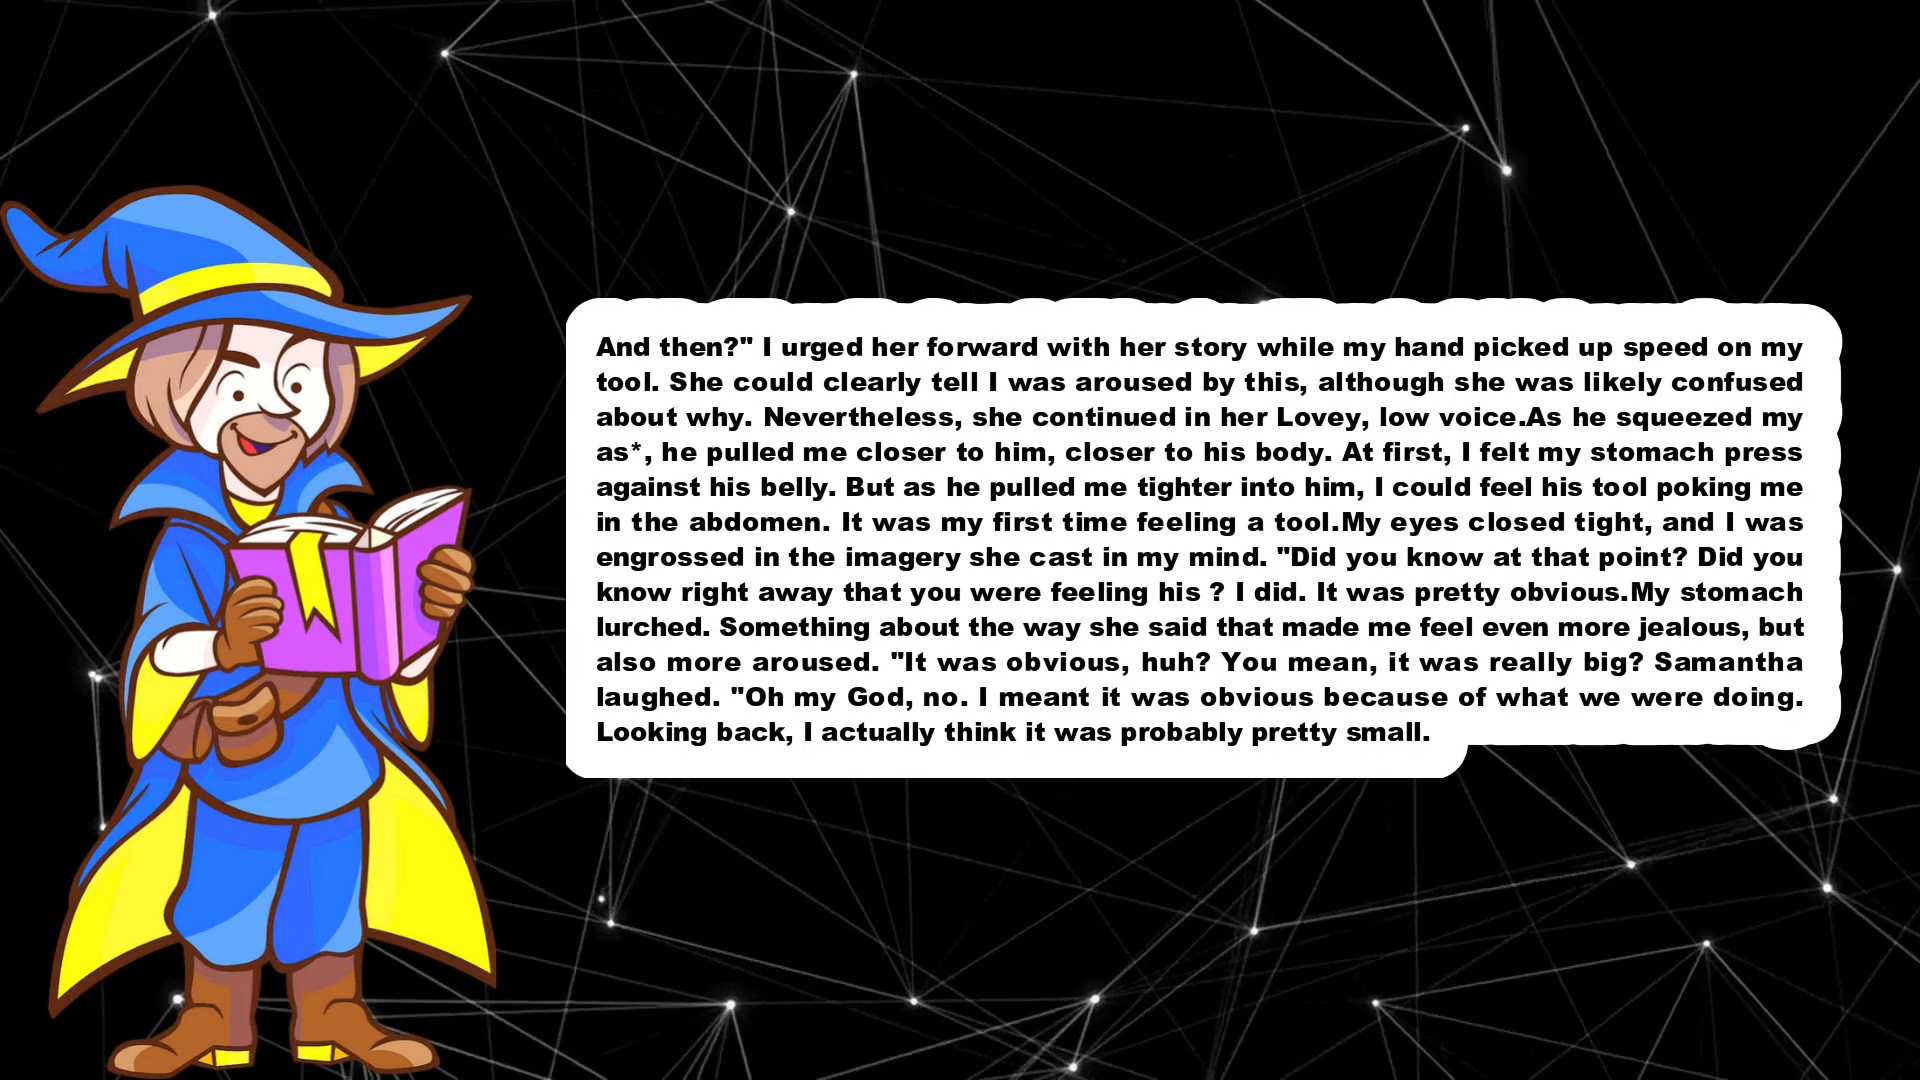 And then?" I urged her forward with her story while my hand picked up speed on my
tool. She could clearly tell I was aroused by this, although she was likely confused
about why. Nevertheless, she continued in her Lovey, low voice.As he squeezed my
as*, he pulled me closer to him, closer to his body. At first, I felt my stomach press
against his belly. But as he pulled me tighter into him, I could feel his tool poking me
in the abdomen. It was my first time feeling a tool.My eyes closed tight, and I was
engrossed in the imagery she cast in my mind. "Did you know at that point? Did you
know right away that you were feeling his ? I did. It was pretty obvious.My stomach
lurched. Something about the way she said that made me feel even more jealous, but
also more aroused. "It was obvious, huh? You mean, it was really big? Samantha
laughed. "Oh my God, no. I meant it was obvious because of what we were doing.
Looking back, I actually think it was probably pretty small.